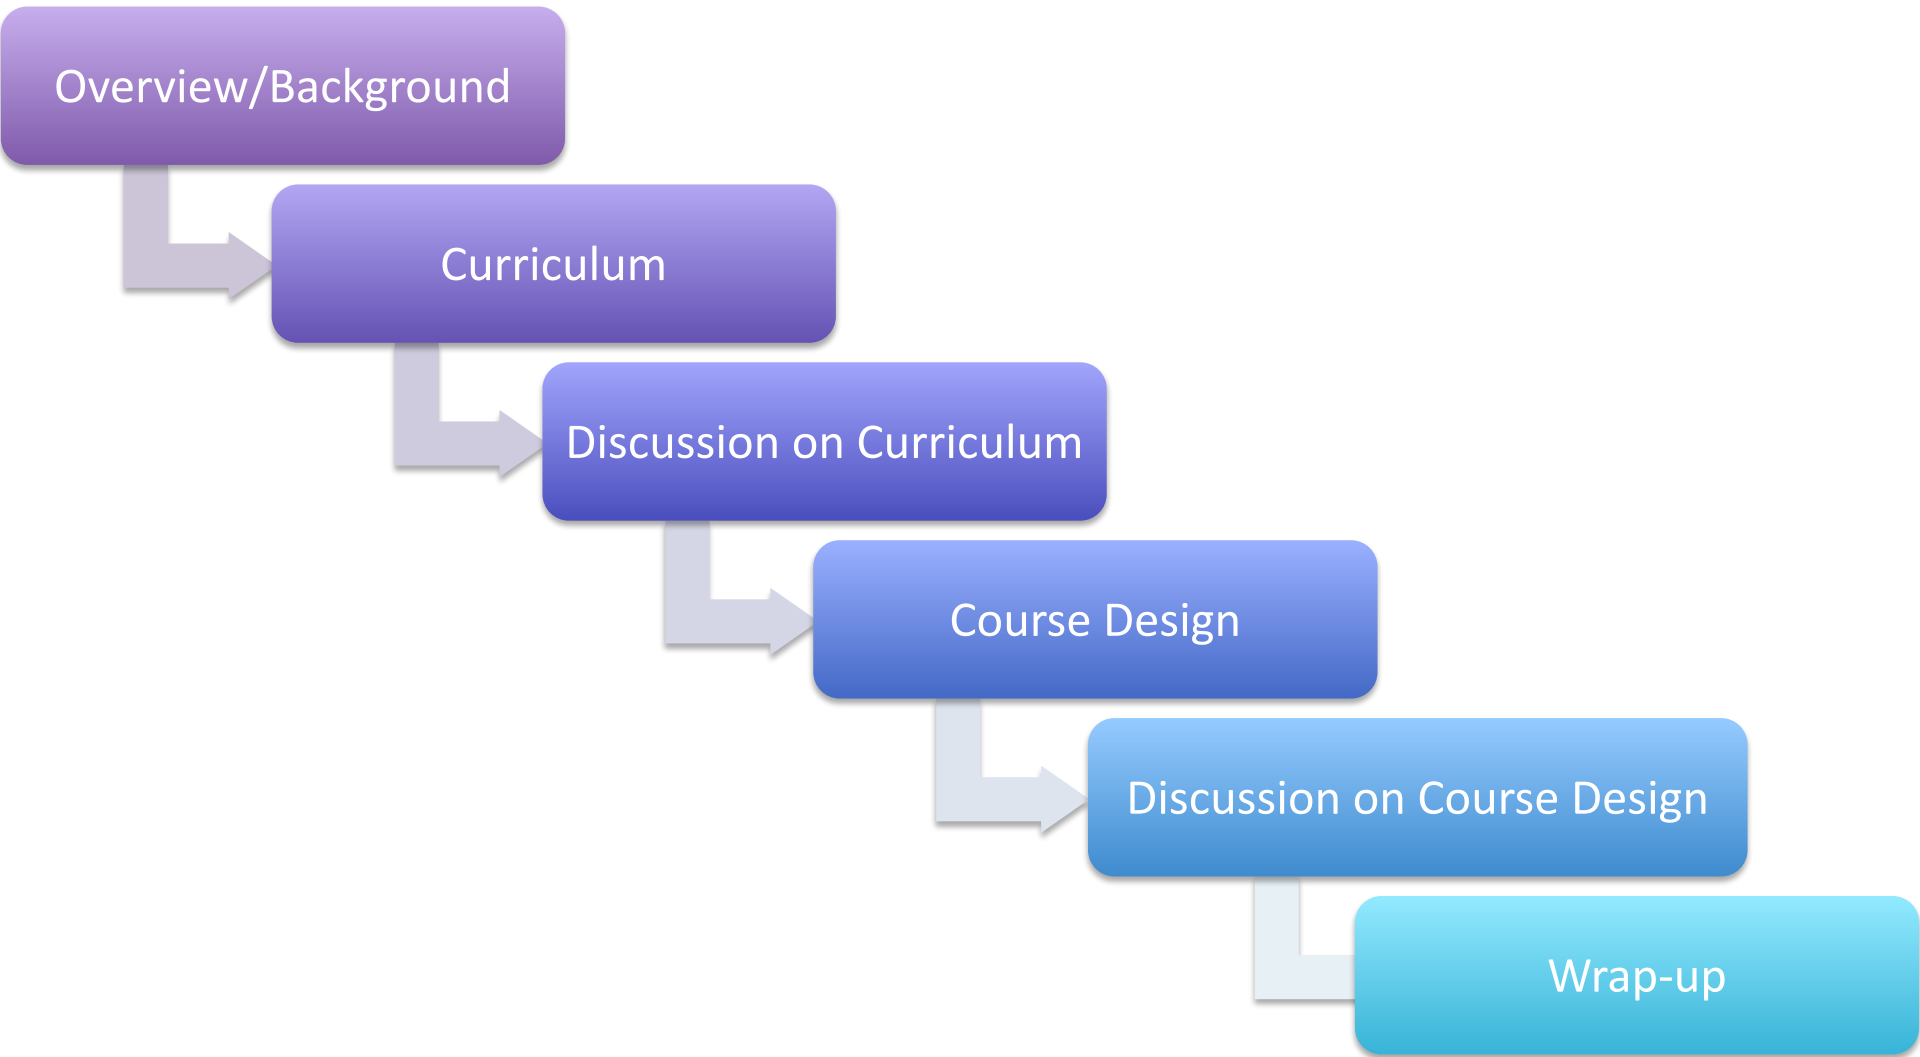 Overview/Background
Curriculum
Discussion on Curriculum
Course Design
Discussion on Course Design
Wrap-up